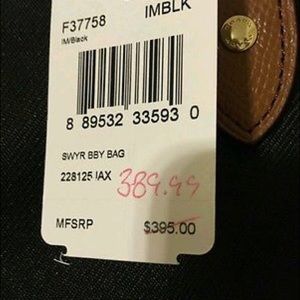 F37758 IMBLK
IM/Black
8 89532 33593 0
SWYR BBY BAG
228125 IAX 389.99
MFSRP $395.00